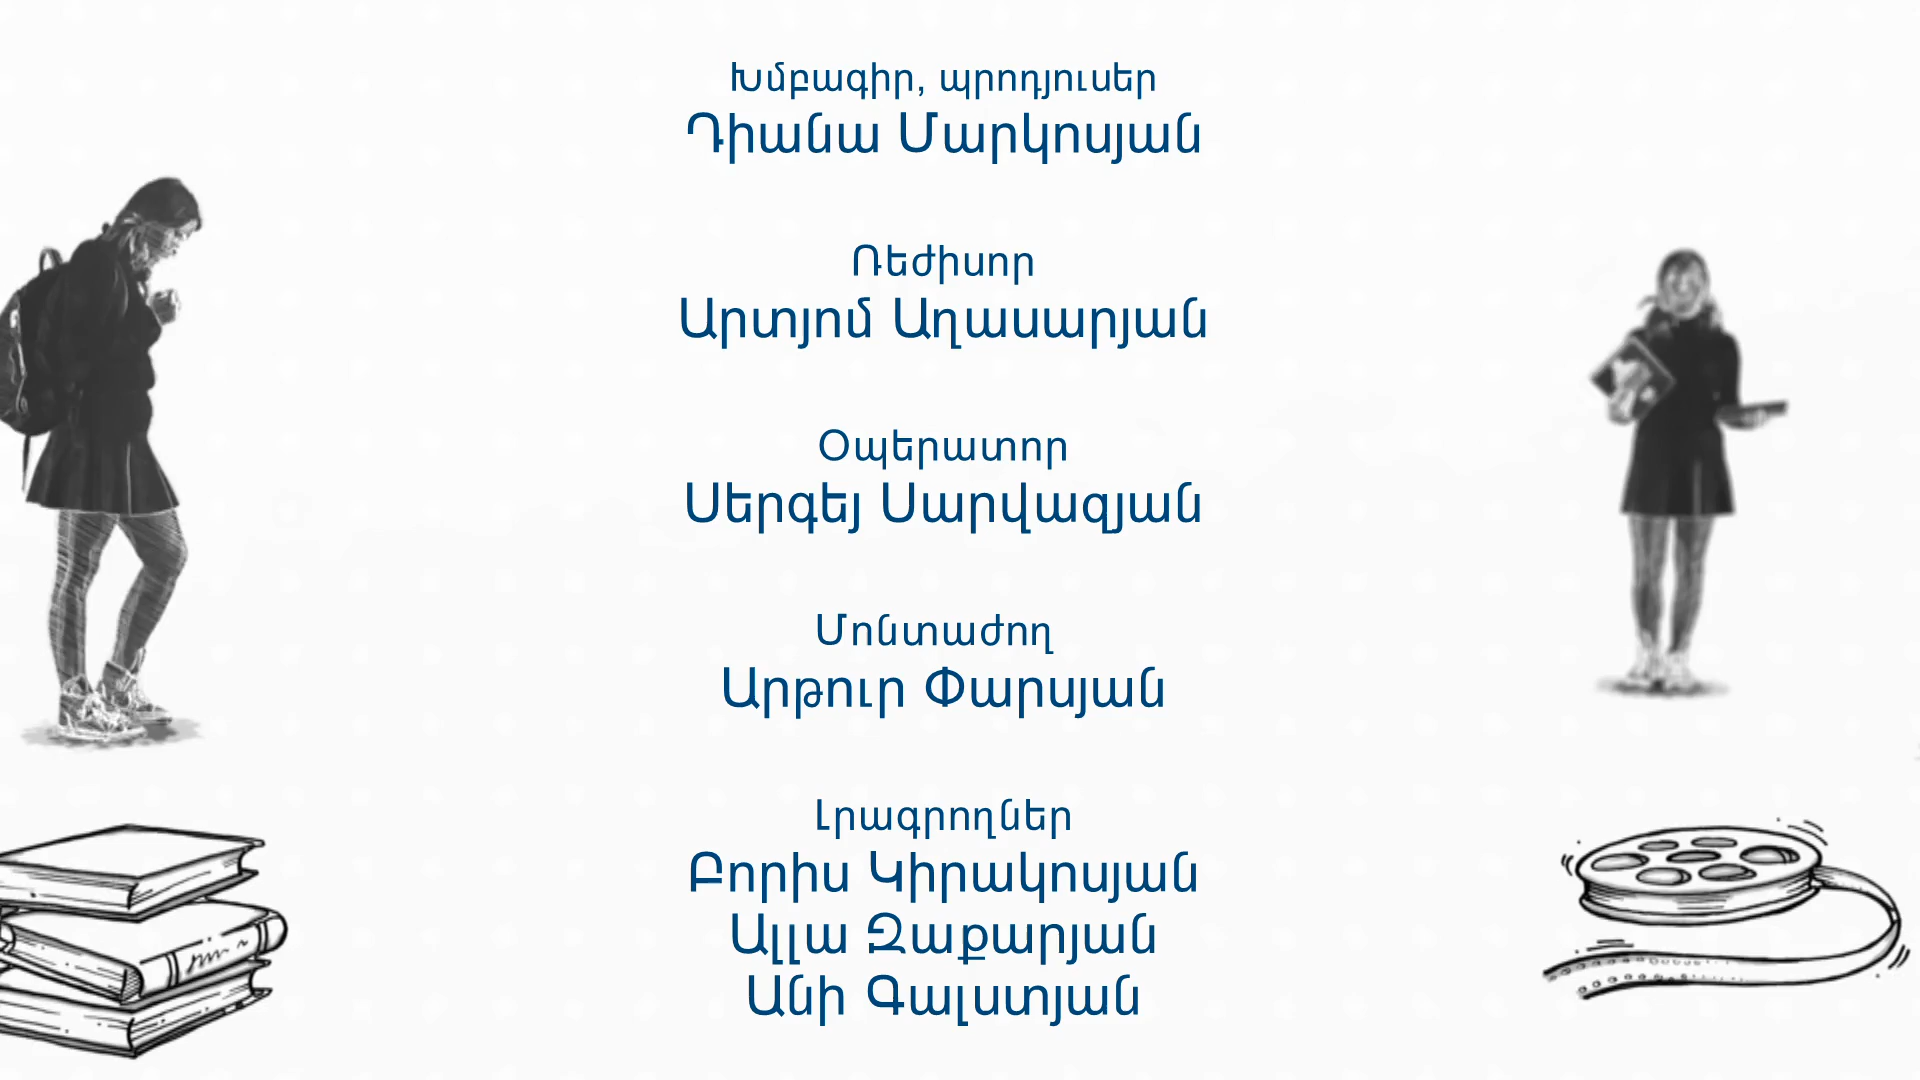 Խմբագիր, պրոդյուսեր
Դիանա Մարկոսյան
Ռեժիսոր
Արտյոմ Աղասարյան
Օպերատոր
Սերգեյ Սարվազյան
Մոնտաժող
Արթուր Փարսյան
Լրագրողներ
Բորիս Կիրակոսյան
Ալլա Զաքարյան
Անի Գալստյան